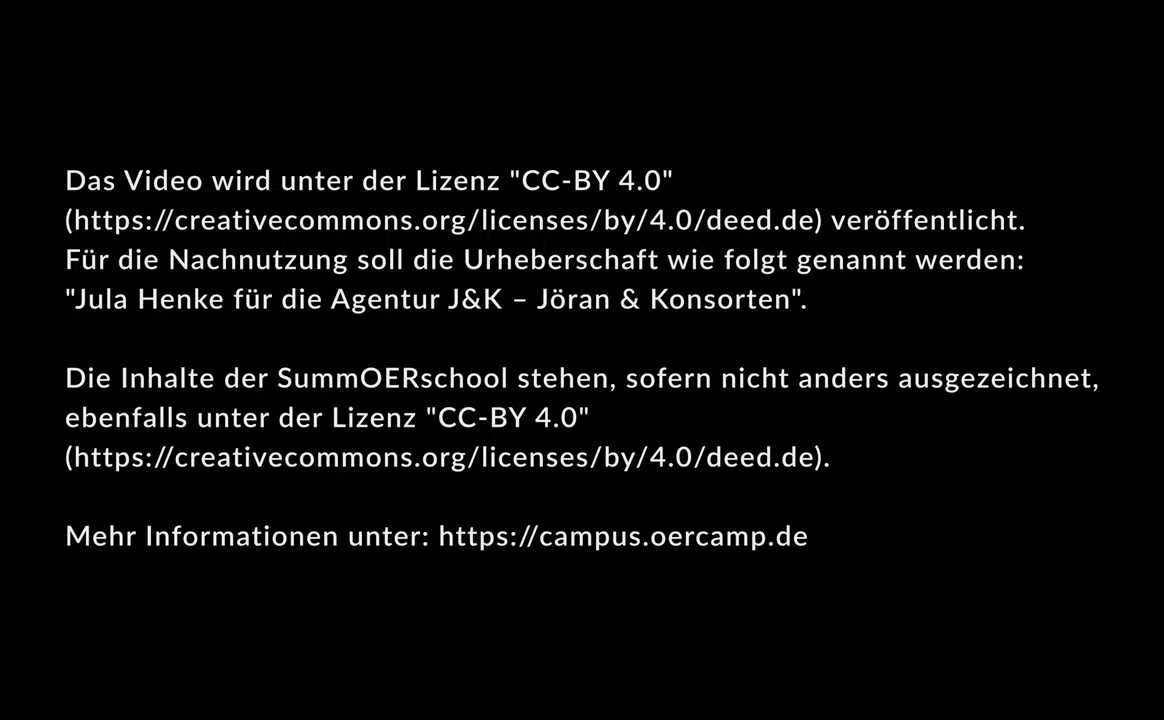 Das Video wird unter der Lizenz "CC-BY 4.0"
(https://creativecommons.org/licenses/by/4.0/deed.de) veröffentlicht.
Für die Nachnutzung soll die Urheberschaft wie folgt genannt werden:
"Jula Henke für die Agentur J&K – Jöran & Konsorten".
Die Inhalte der SummOERschool stehen, sofern nicht anders ausgezeichnet,
ebenfalls unter der Lizenz "CC-BY 4.0"
(https://creativecommons.org/licenses/by/4.0/deed.de).
Mehr Informationen unter: https://campus.oercamp.de